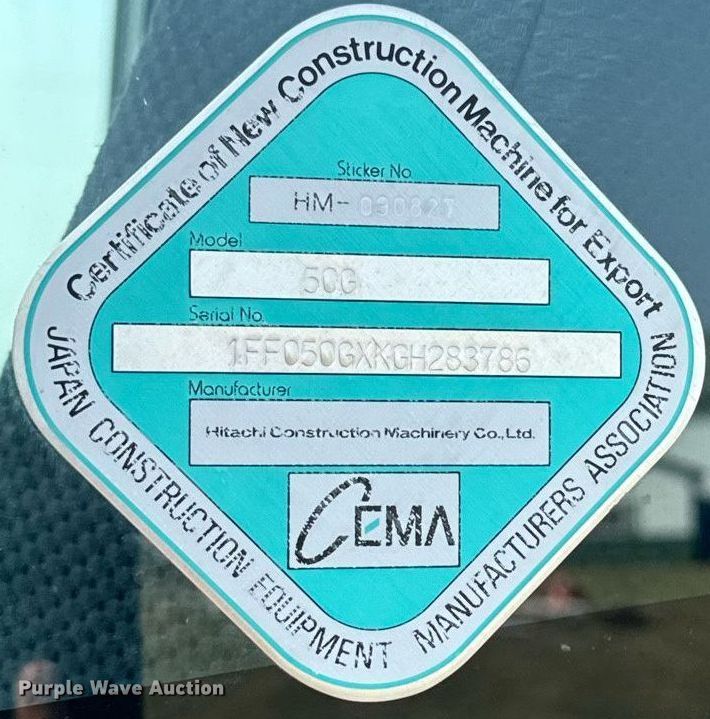 Certificate of New Construction Machine for Export
Sticker No
HM-030827
Model
50G
Serial No.
1FF050GXKGH283786
Manufacturer
Hitachi Construction Machinery Co., Ltd.
CEMA
JAPAN CONSTRUCTION EQUIPMENT MANUFACTURERS ASSOCIATION
Purple Wave Auction